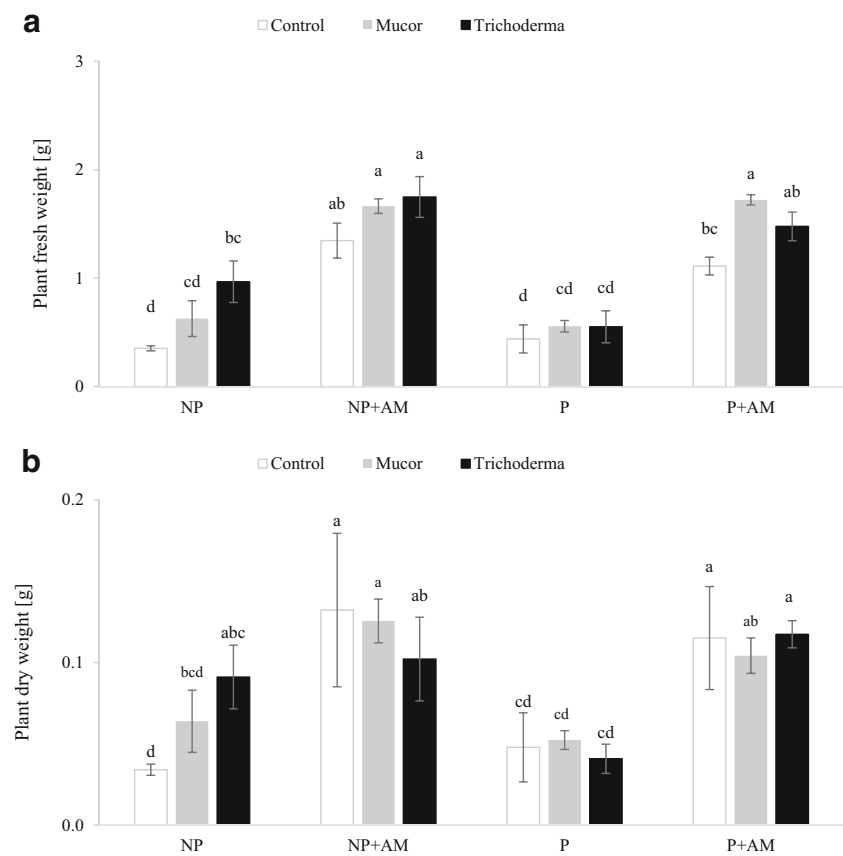 a
Control Mucor Trichoderma
3
2
1
0
Plant fresh weight [g]
d cd bc ab a a d cd cd bc a ab
NP NP+AM P P+AM
b
Control Mucor Trichoderma
0.2
0.1
0.0
Plant dry weight [g]
d bcd abc a a ab cd cd cd a ab a
NP NP+AM P P+AM